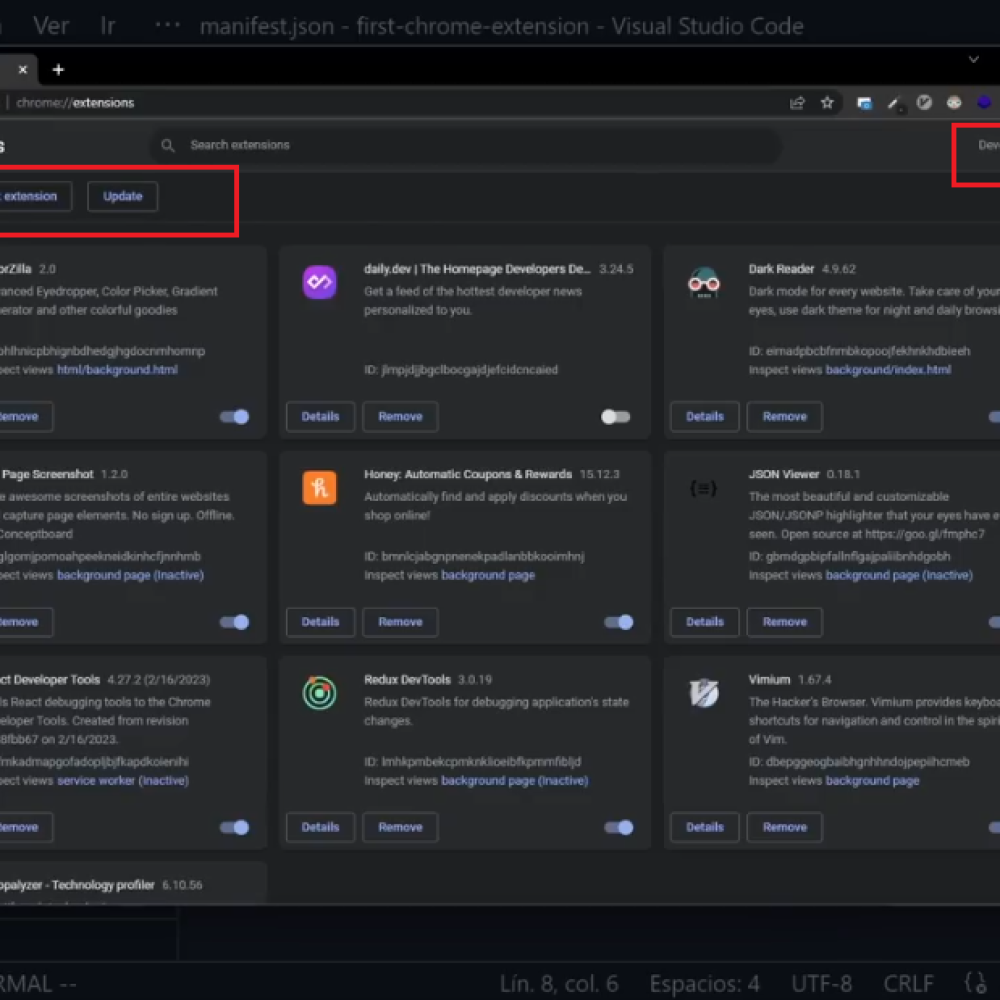 Ver Ir ··· manifest.json - first-chrome-extension - Visual Studio Code
chrome://extensions
Search extensions
Dev
extension Update
orZilla 2.0
anced Eyedropper, Color Picker, Gradient
erator and other colorful goodies
pect views html/background.html
Remove
daily.dev | The Homepage Developers De... 3.24.5
Get a feed of the hottest developer news
personalized to you.
ID: jlmpjdjjbgclbocgajdjefcidcncaied
Details Remove
Dark Reader 4.9.62
Dark mode for every website. Take care of your
eyes, use dark theme for night and daily browsi
ID: eimadpbcbfnmbkopoojfekhnkhdbieeh
Inspect views background/index.html
Details Remove
Page Screenshot 1.2.0
e awesome screenshots of entire websites
capture page elements. No sign up. Offline.
Conceptboard
pect views background page (Inactive)
Remove
Honey: Automatic Coupons & Rewards 15.12.3
Automatically find and apply discounts when you
shop online!
ID: bmnlcjabgnpnenekpadlanbbkooimhnj
Inspect views background page
Details Remove
{≡}
JSON Viewer 0.18.1
The most beautiful and customizable
JSON/JSONP highlighter that your eyes have e
seen. Open source at https://goo.gl/fmphc7
ID: gbmdgpbipfallnflgajpaliibnhdgobh
Inspect views background page (Inactive)
Details Remove
ct Developer Tools 4.27.2 (2/16/2023)
s React debugging tools to the Chrome
eloper Tools. Created from revision
8fbb67 on 2/16/2023.
fmkadmapgofadopljbjfkapdkoienihi
pect views service worker (Inactive)
Remove
Redux DevTools 3.0.19
Redux DevTools for debugging application's state
changes.
ID: lmhkpmbekcpmknklioeibfkpmmfibljd
Inspect views background page (Inactive)
Details Remove
Vimium 1.67.4
The Hacker's Browser. Vimium provides keyboa
shortcuts for navigation and control in the spiri
of Vim.
ID: dbepggeogbaibhgnhhndojpepiihcmeb
Inspect views background page
Details Remove
opalyzer - Technology profiler 6.10.56
RMAL -- Lín. 8, col. 6 Espacios: 4 UTF-8 CRLF